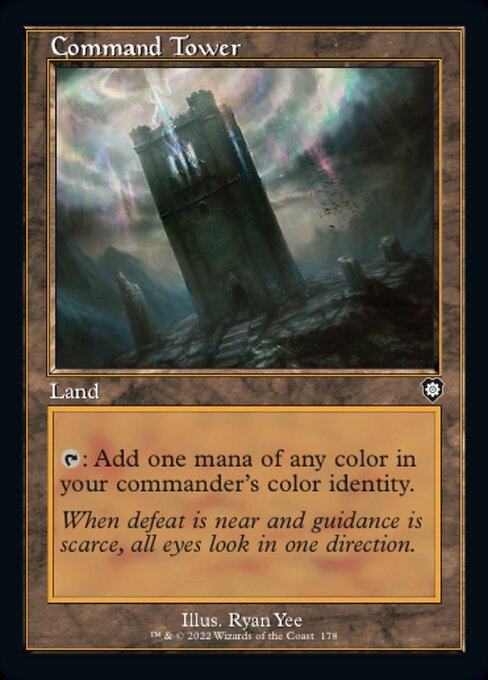 Command Tower
Land
: Add one mana of any color in
your commander's color identity.
When defeat is near and guidance is
scarce, all eyes look in one direction.
Illus. Ryan Yee
™ & © 2022 Wizards of the Coast 178